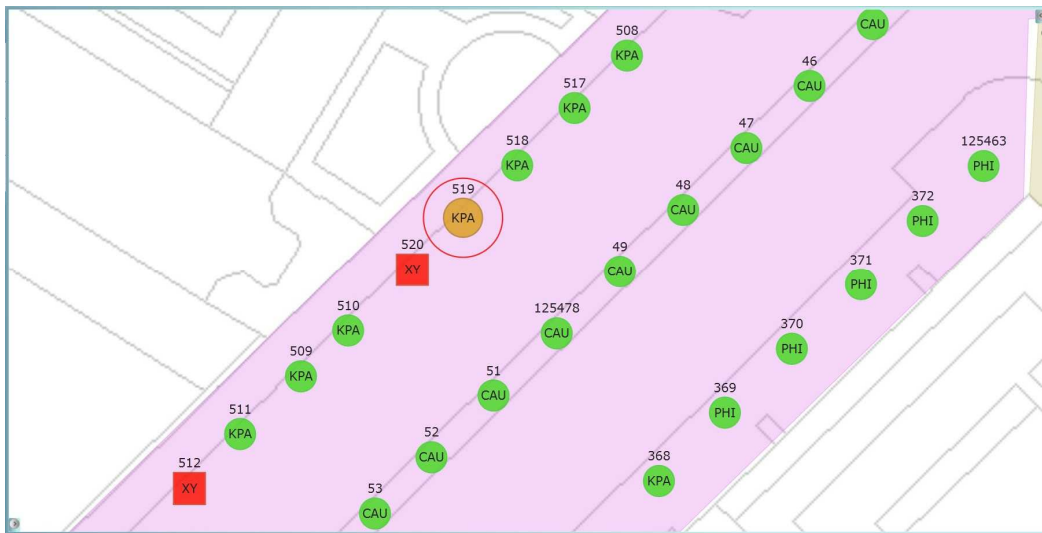 CAU
508
KPA
46
CAU
517
KPA
47
CAU
518
KPA
125463
PHI
519
KPA
48
CAU
372
PHI
520
XY
49
CAU
371
PHI
510
KPA
125478
CAU
370
PHI
509
KPA
51
CAU
369
PHI
511
KPA
52
CAU
368
KPA
512
XY
53
CAU